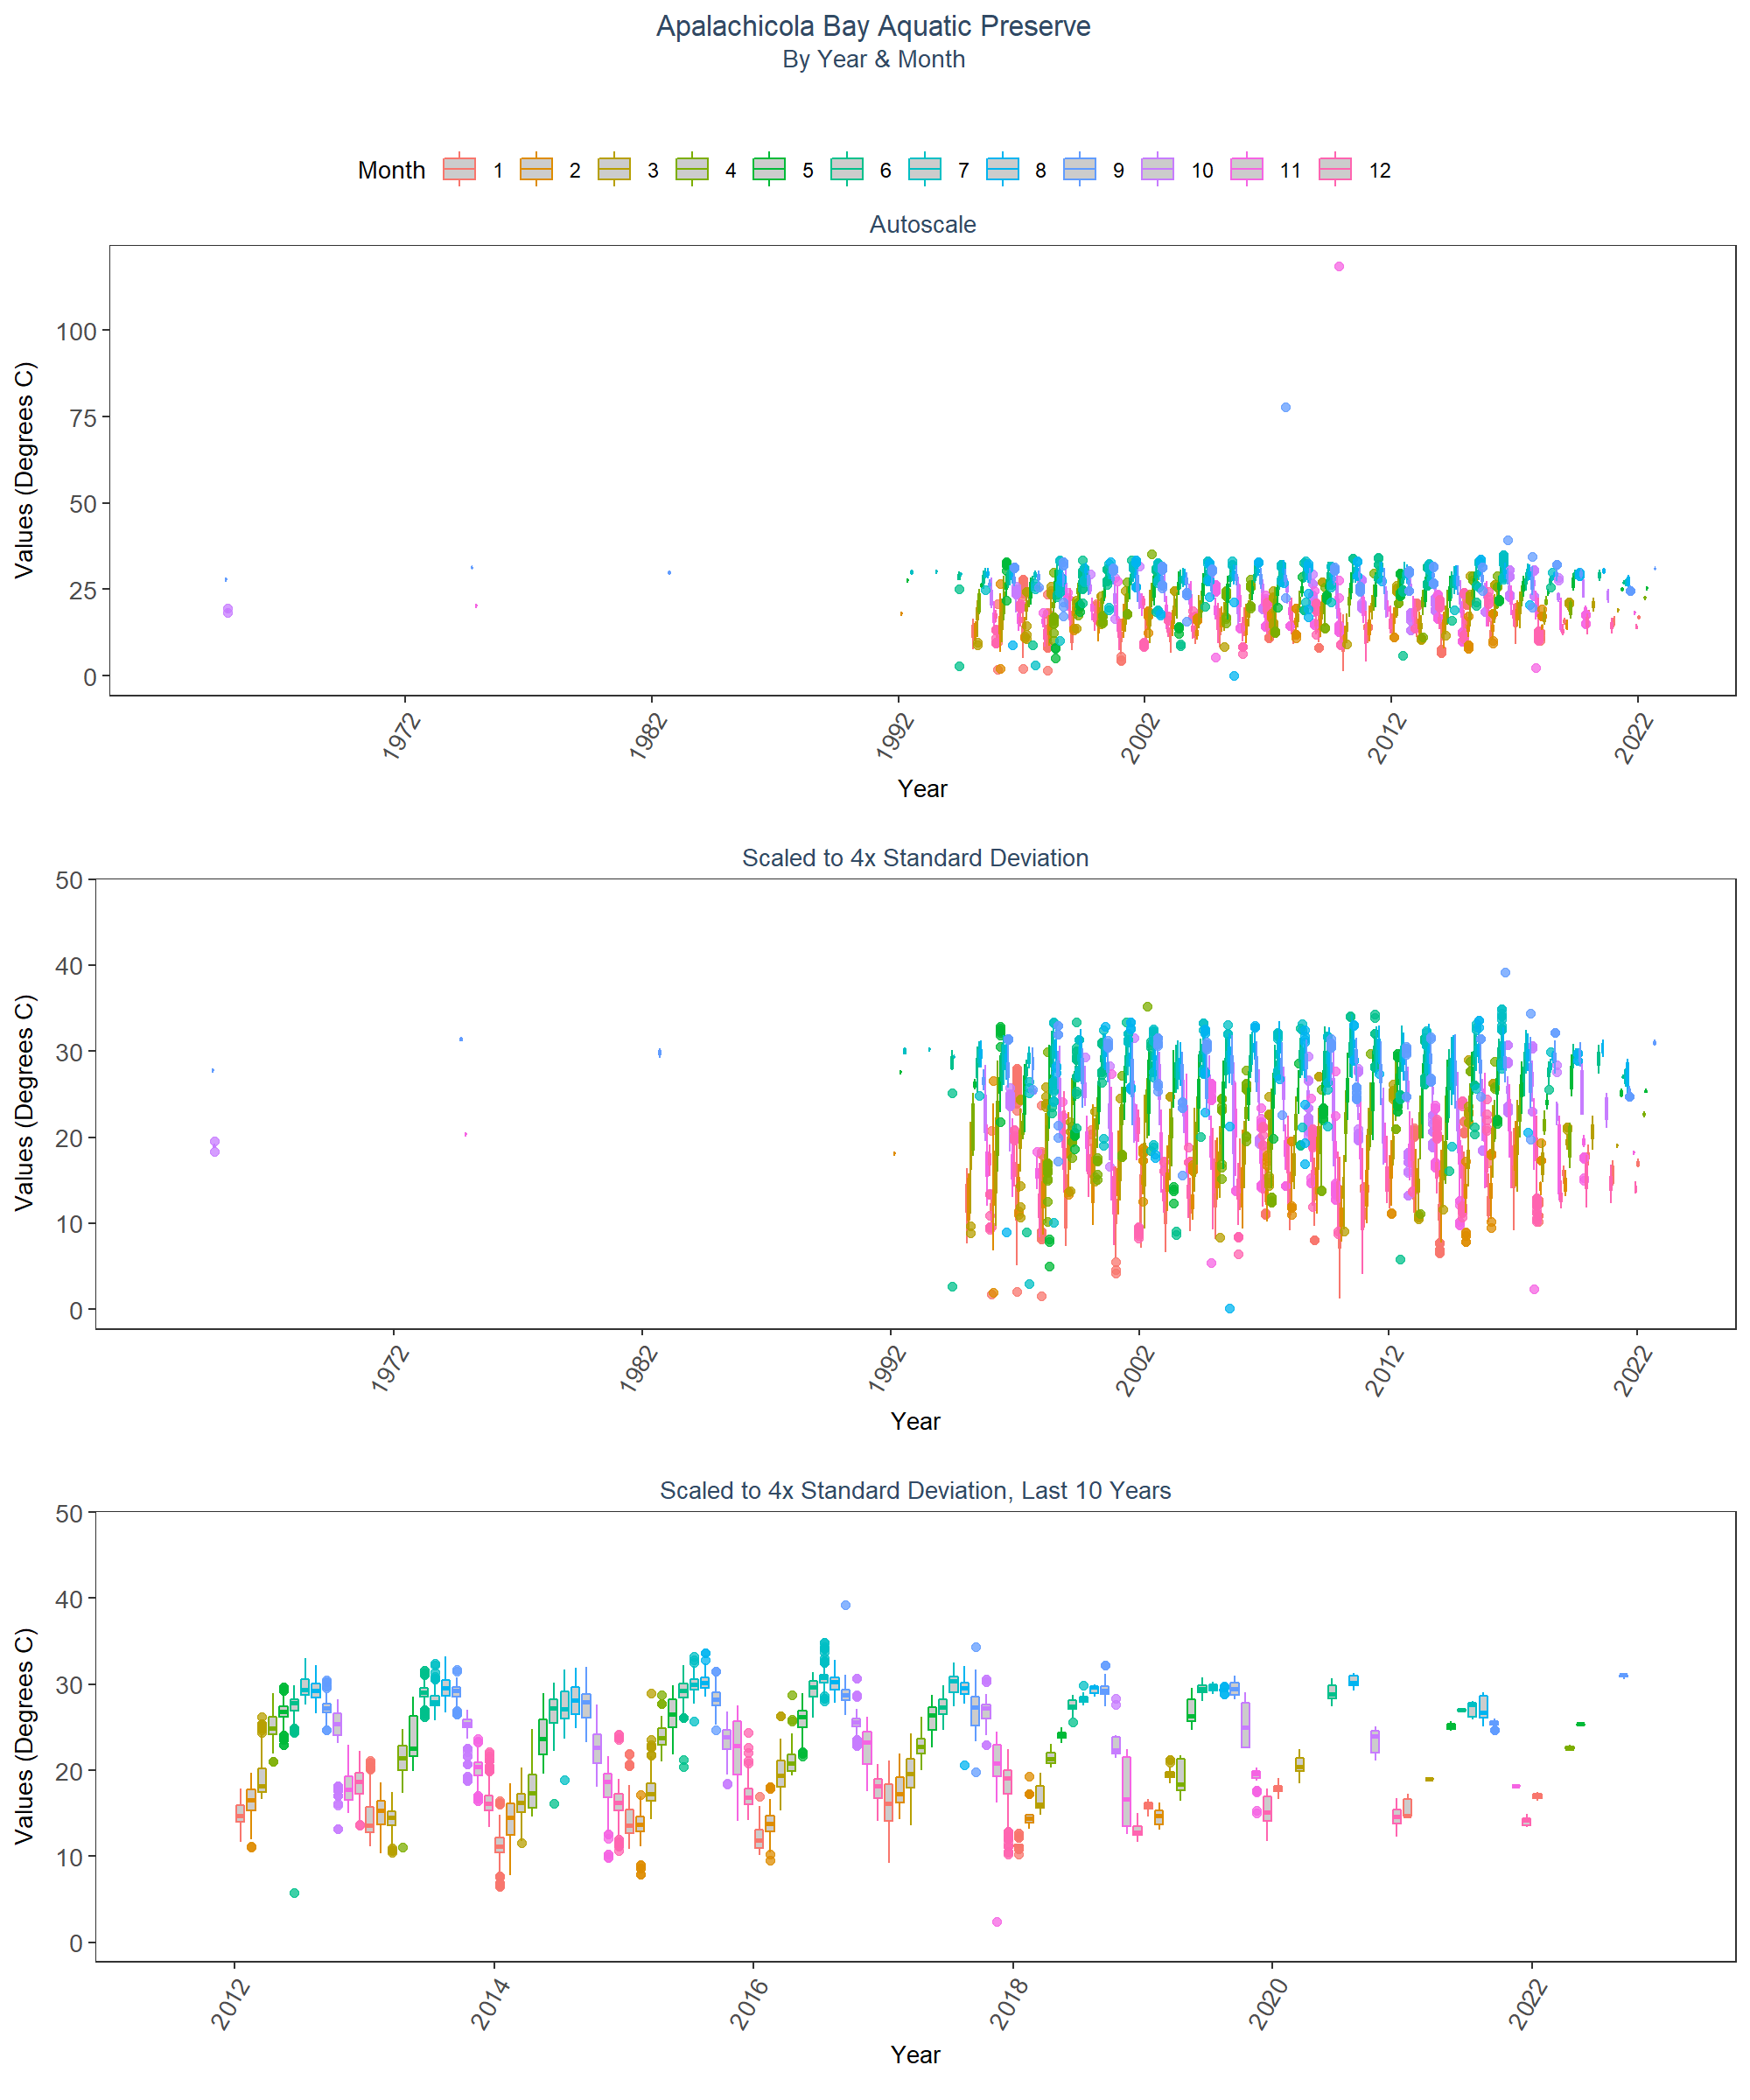 Apalachicola Bay Aquatic Preserve
By Year & Month
Month 1 2 3 4 5 6 7 8 9 10 11 12
Autoscale
Values (Degrees C)
100
75
50
25
0
1972 1982 1992 2002 2012 2022
Year
Scaled to 4x Standard Deviation
Values (Degrees C)
50
40
30
20
10
0
1972 1982 1992 2002 2012 2022
Year
Scaled to 4x Standard Deviation, Last 10 Years
Values (Degrees C)
50
40
30
20
10
0
2012 2014 2016 2018 2020 2022
Year